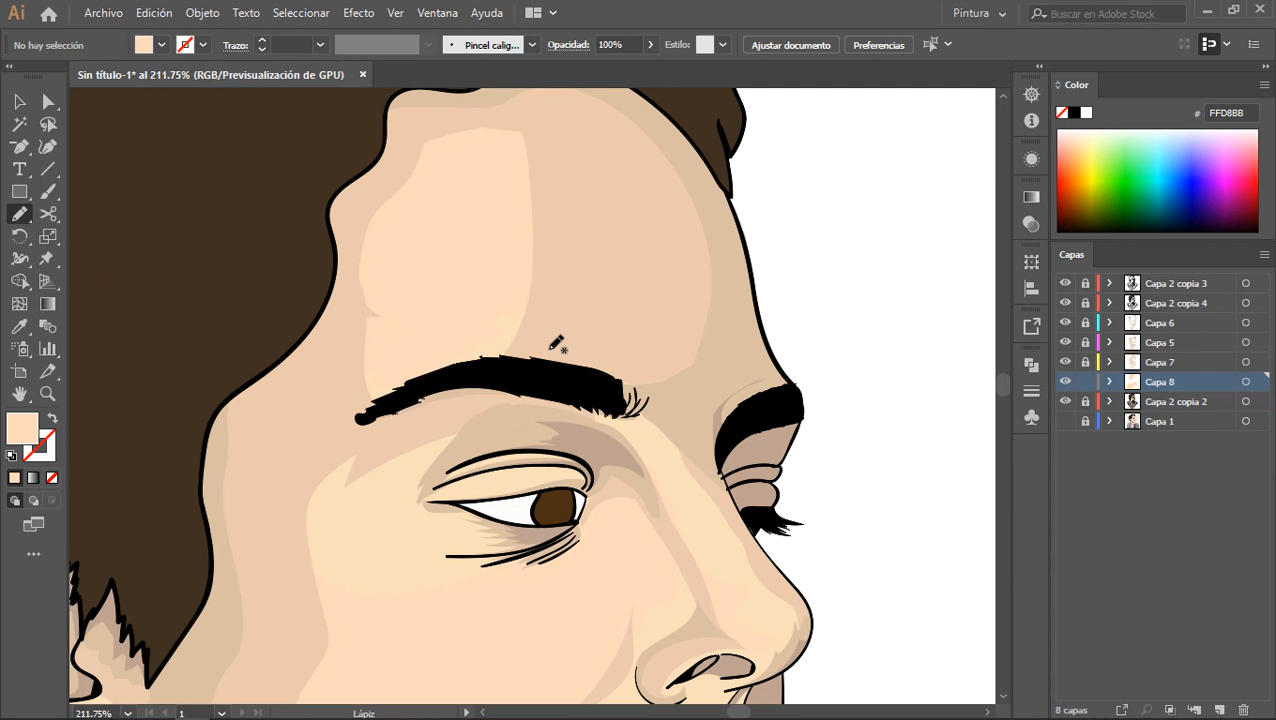 Ai Archivo Edición Objeto Texto Seleccionar Efecto Ver Ventana Ayuda Pintura Buscar en Adobe Stock
No hay selección Trazo: Pincel calig... Opacidad: 100% Estilo: Ajustar documento Preferencias
Sin título-1* al 211.75% (RGB/Previsualización de GPU)
Color
# FFD8BB
Capas
Capa 2 copia 3
Capa 2 copia 4
Capa 6
Capa 5
Capa 7
Capa 8
Capa 2 copia 2
Capa 1
211.75% 1 Lápiz 8 capas